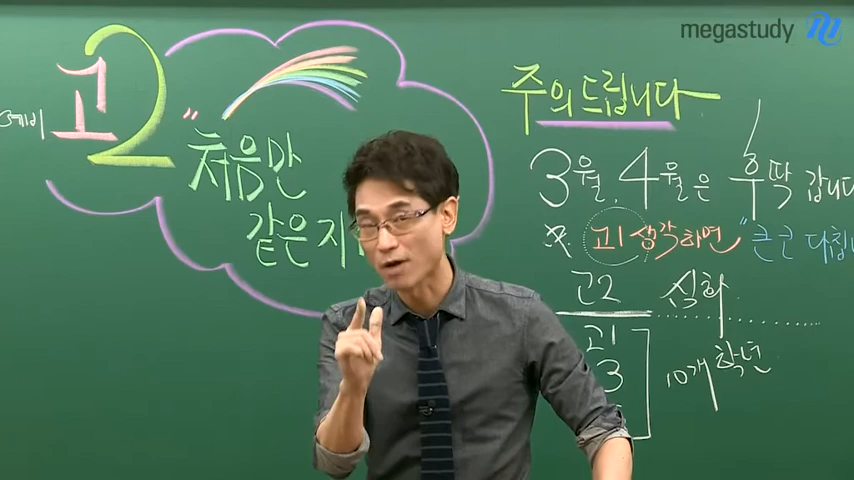 megastudy
예비
고2
"처음만
같은 지
주의드립니다
3월, 4월은 후딱 갑니다
고1 생각하면 "큰코 다칩니
고2 심화
고1
3
10개 학년